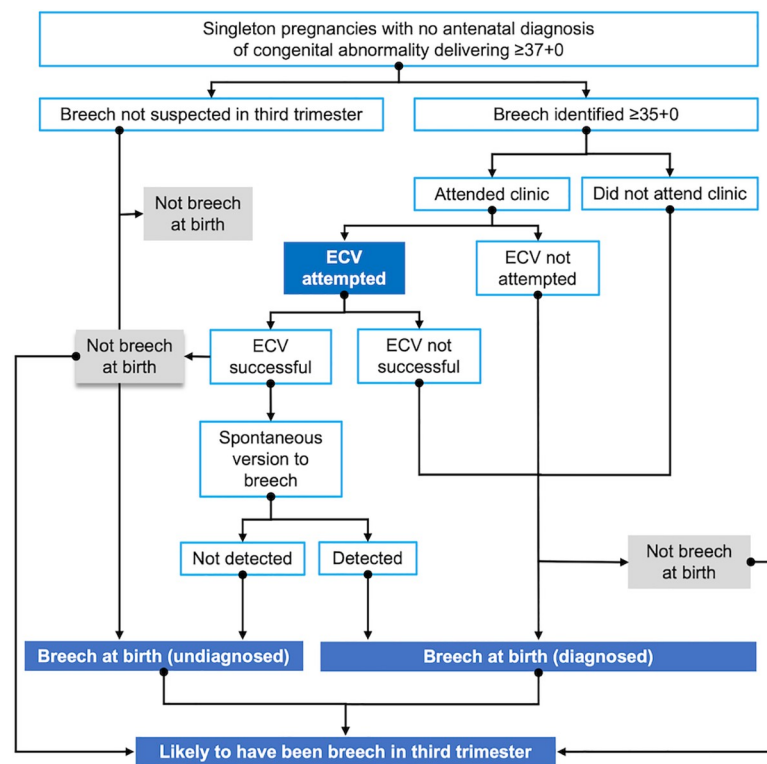 Singleton pregnancies with no antenatal diagnosis
of congenital abnormality delivering ≥37+0
Breech not suspected in third trimester
Breech identified ≥35+0
Attended clinic
Did not attend clinic
Not breech
at birth
ECV
attempted
ECV not
attempted
Not breech
at birth
ECV
successful
ECV not
successful
Spontaneous
version to
breech
Not detected
Detected
Not breech
at birth
Breech at birth (undiagnosed)
Breech at birth (diagnosed)
Likely to have been breech in third trimester